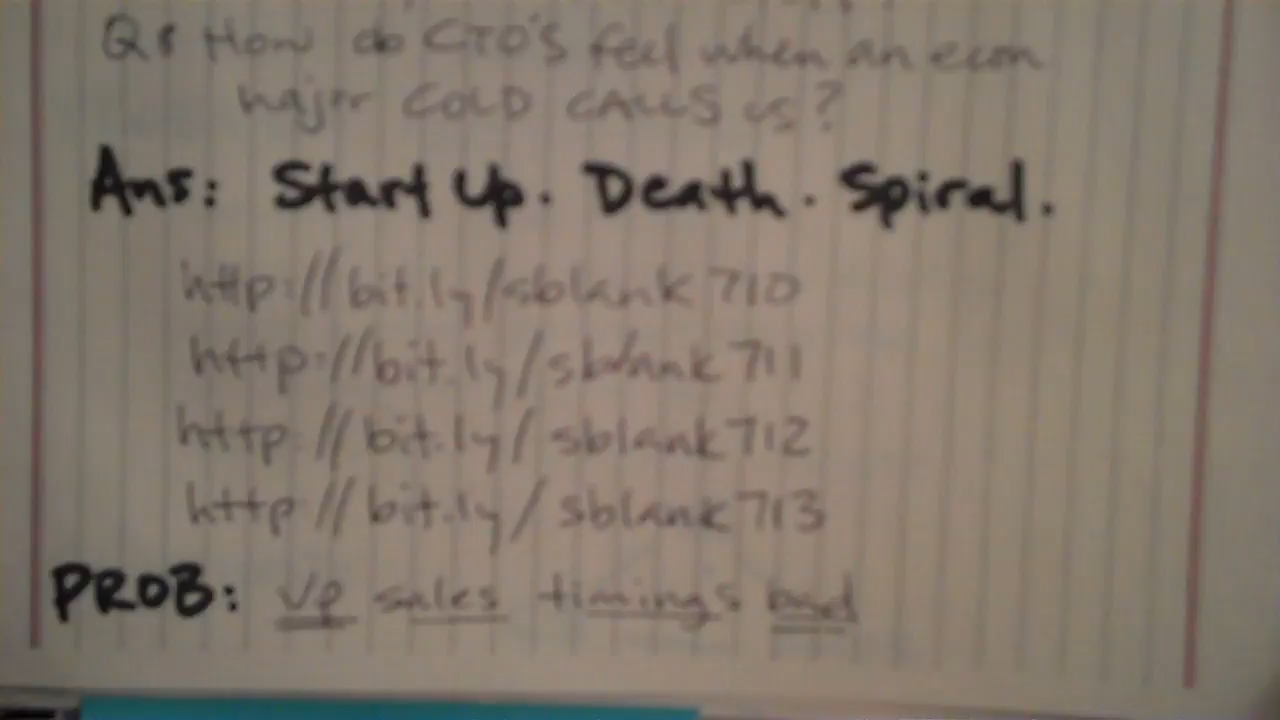 Q: How do CTO'S feel when an econ
major COLD CALLS us?
Ans: Start Up. Death. Spiral.
http://bit.ly/sblank710
http://bit.ly/sblank711
http://bit.ly/sblank712
http://bit.ly/sblank713
PROB: VP sales timings bad